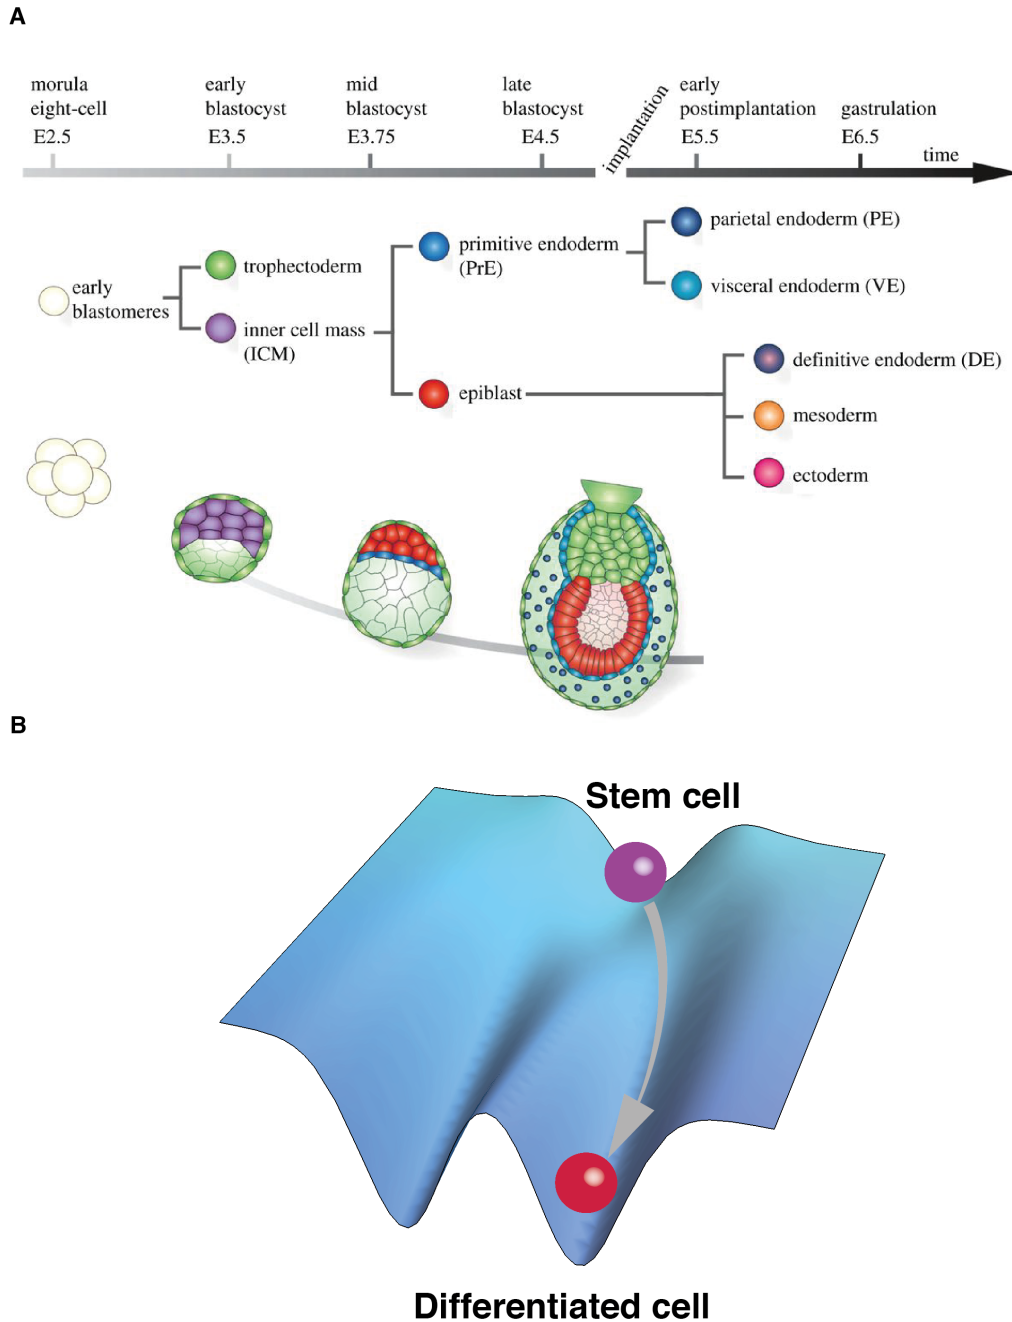 A
morula
eight-cell
E2.5
early
blastocyst
E3.5
mid
blastocyst
E3.75
late
blastocyst
E4.5
implantation
early
postimplantation
E5.5
gastrulation
E6.5
time
early
blastomeres
trophectoderm
inner cell mass
(ICM)
primitive endoderm
(PrE)
epiblast
parietal endoderm (PE)
visceral endoderm (VE)
definitive endoderm (DE)
mesoderm
ectoderm
B
Stem cell
Differentiated cell